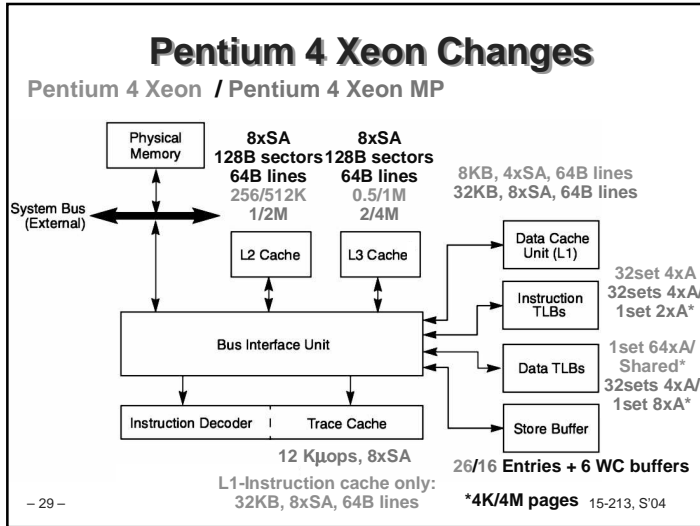 Pentium 4 Xeon Changes
Pentium 4 Xeon / Pentium 4 Xeon MP
Physical
Memory
System Bus
(External)
8xSA
128B sectors
64B lines
256/512K
1/2M
8xSA
128B sectors
64B lines
0.5/1M
2/4M
8KB, 4xSA, 64B lines
32KB, 8xSA, 64B lines
L2 Cache
L3 Cache
Data Cache
Unit (L1)
Instruction
TLBs
32set 4xA
32sets 4xA/
1set 2xA*
Bus Interface Unit
Data TLBs
1set 64xA/
Shared*
32sets 4xA/
1set 8xA*
Store Buffer
Instruction Decoder
Trace Cache
12 Kµops, 8xSA
26/16 Entries + 6 WC buffers
L1-Instruction cache only:
32KB, 8xSA, 64B lines
*4K/4M pages
– 29 –
15-213, S'04